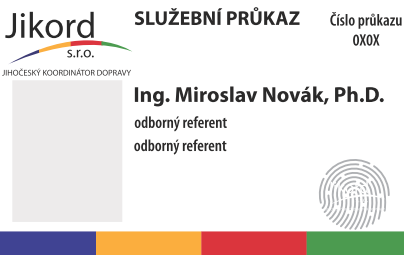 Jikord
s.r.o.
JIHOČESKÝ KOORDINÁTOR DOPRAVY
SLUŽEBNÍ PRŮKAZ
Číslo průkazu
0X0X
Ing. Miroslav Novák, Ph.D.
odborný referent
odborný referent